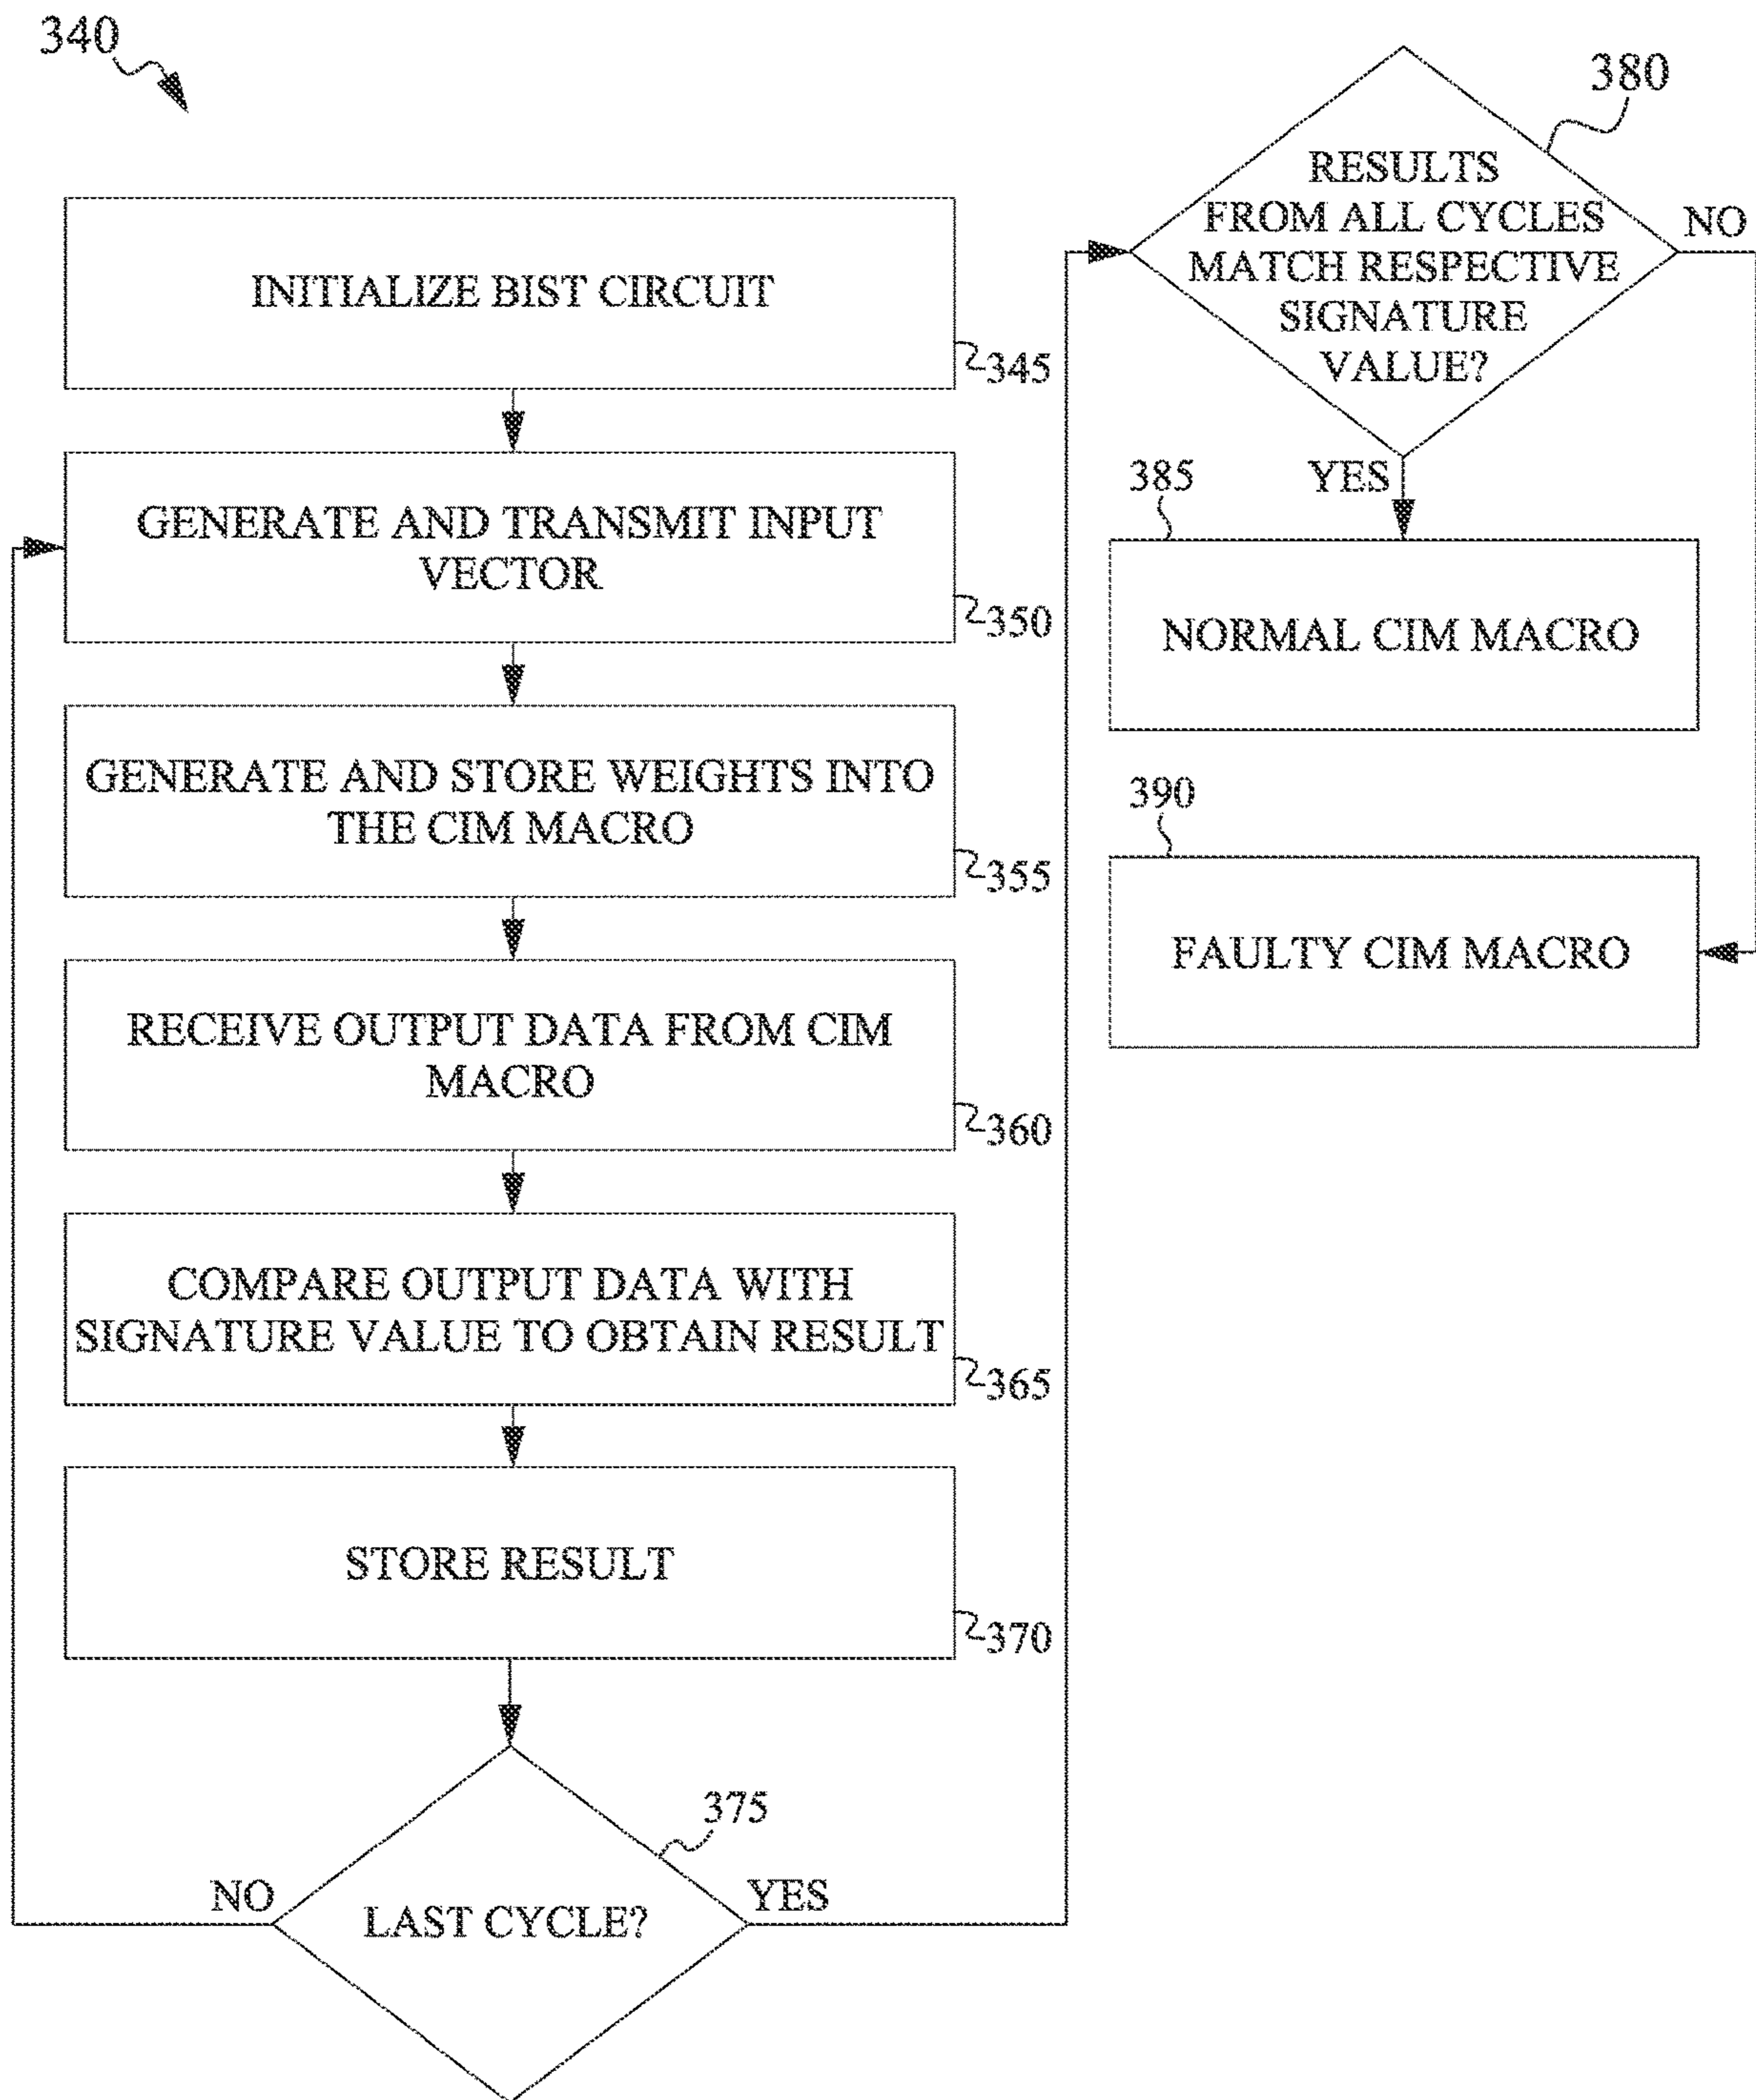 340
INITIALIZE BIST CIRCUIT
345
GENERATE AND TRANSMIT INPUT
VECTOR
350
GENERATE AND STORE WEIGHTS INTO
THE CIM MACRO
355
RECEIVE OUTPUT DATA FROM CIM
MACRO
360
COMPARE OUTPUT DATA WITH
SIGNATURE VALUE TO OBTAIN RESULT
365
STORE RESULT
370
375
LAST CYCLE?
NO
YES
380
RESULTS
FROM ALL CYCLES
MATCH RESPECTIVE
SIGNATURE
VALUE?
NO
YES
385
NORMAL CIM MACRO
390
FAULTY CIM MACRO